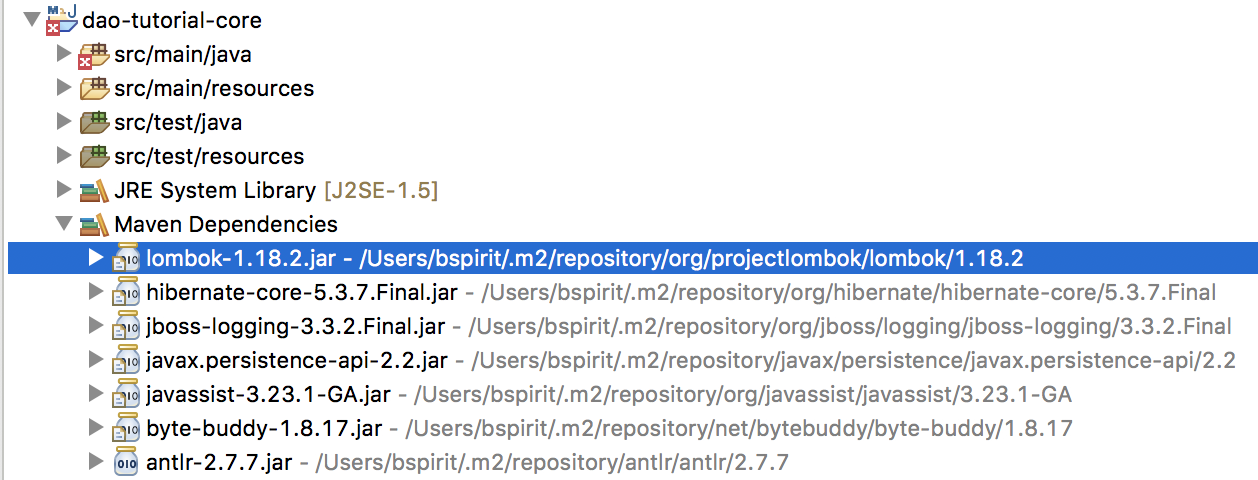 dao-tutorial-core
src/main/java
src/main/resources
src/test/java
src/test/resources
JRE System Library [J2SE-1.5]
Maven Dependencies
lombok-1.18.2.jar - /Users/bspirit/.m2/repository/org/projectlombok/lombok/1.18.2
hibernate-core-5.3.7.Final.jar - /Users/bspirit/.m2/repository/org/hibernate/hibernate-core/5.3.7.Final
jboss-logging-3.3.2.Final.jar - /Users/bspirit/.m2/repository/org/jboss/logging/jboss-logging/3.3.2.Final
javax.persistence-api-2.2.jar - /Users/bspirit/.m2/repository/javax/persistence/javax.persistence-api/2.2
javassist-3.23.1-GA.jar - /Users/bspirit/.m2/repository/org/javassist/javassist/3.23.1-GA
byte-buddy-1.8.17.jar - /Users/bspirit/.m2/repository/net/bytebuddy/byte-buddy/1.8.17
antlr-2.7.7.jar - /Users/bspirit/.m2/repository/antlr/antlr/2.7.7